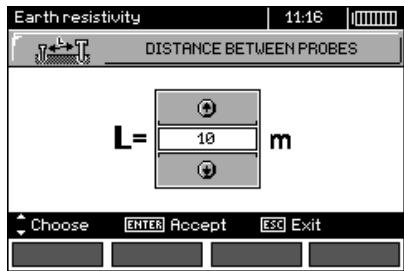 Earth resistivity 11:16
L
DISTANCE BETWEEN PROBES
L= 10 m
Choose ENTER Accept ESC Exit